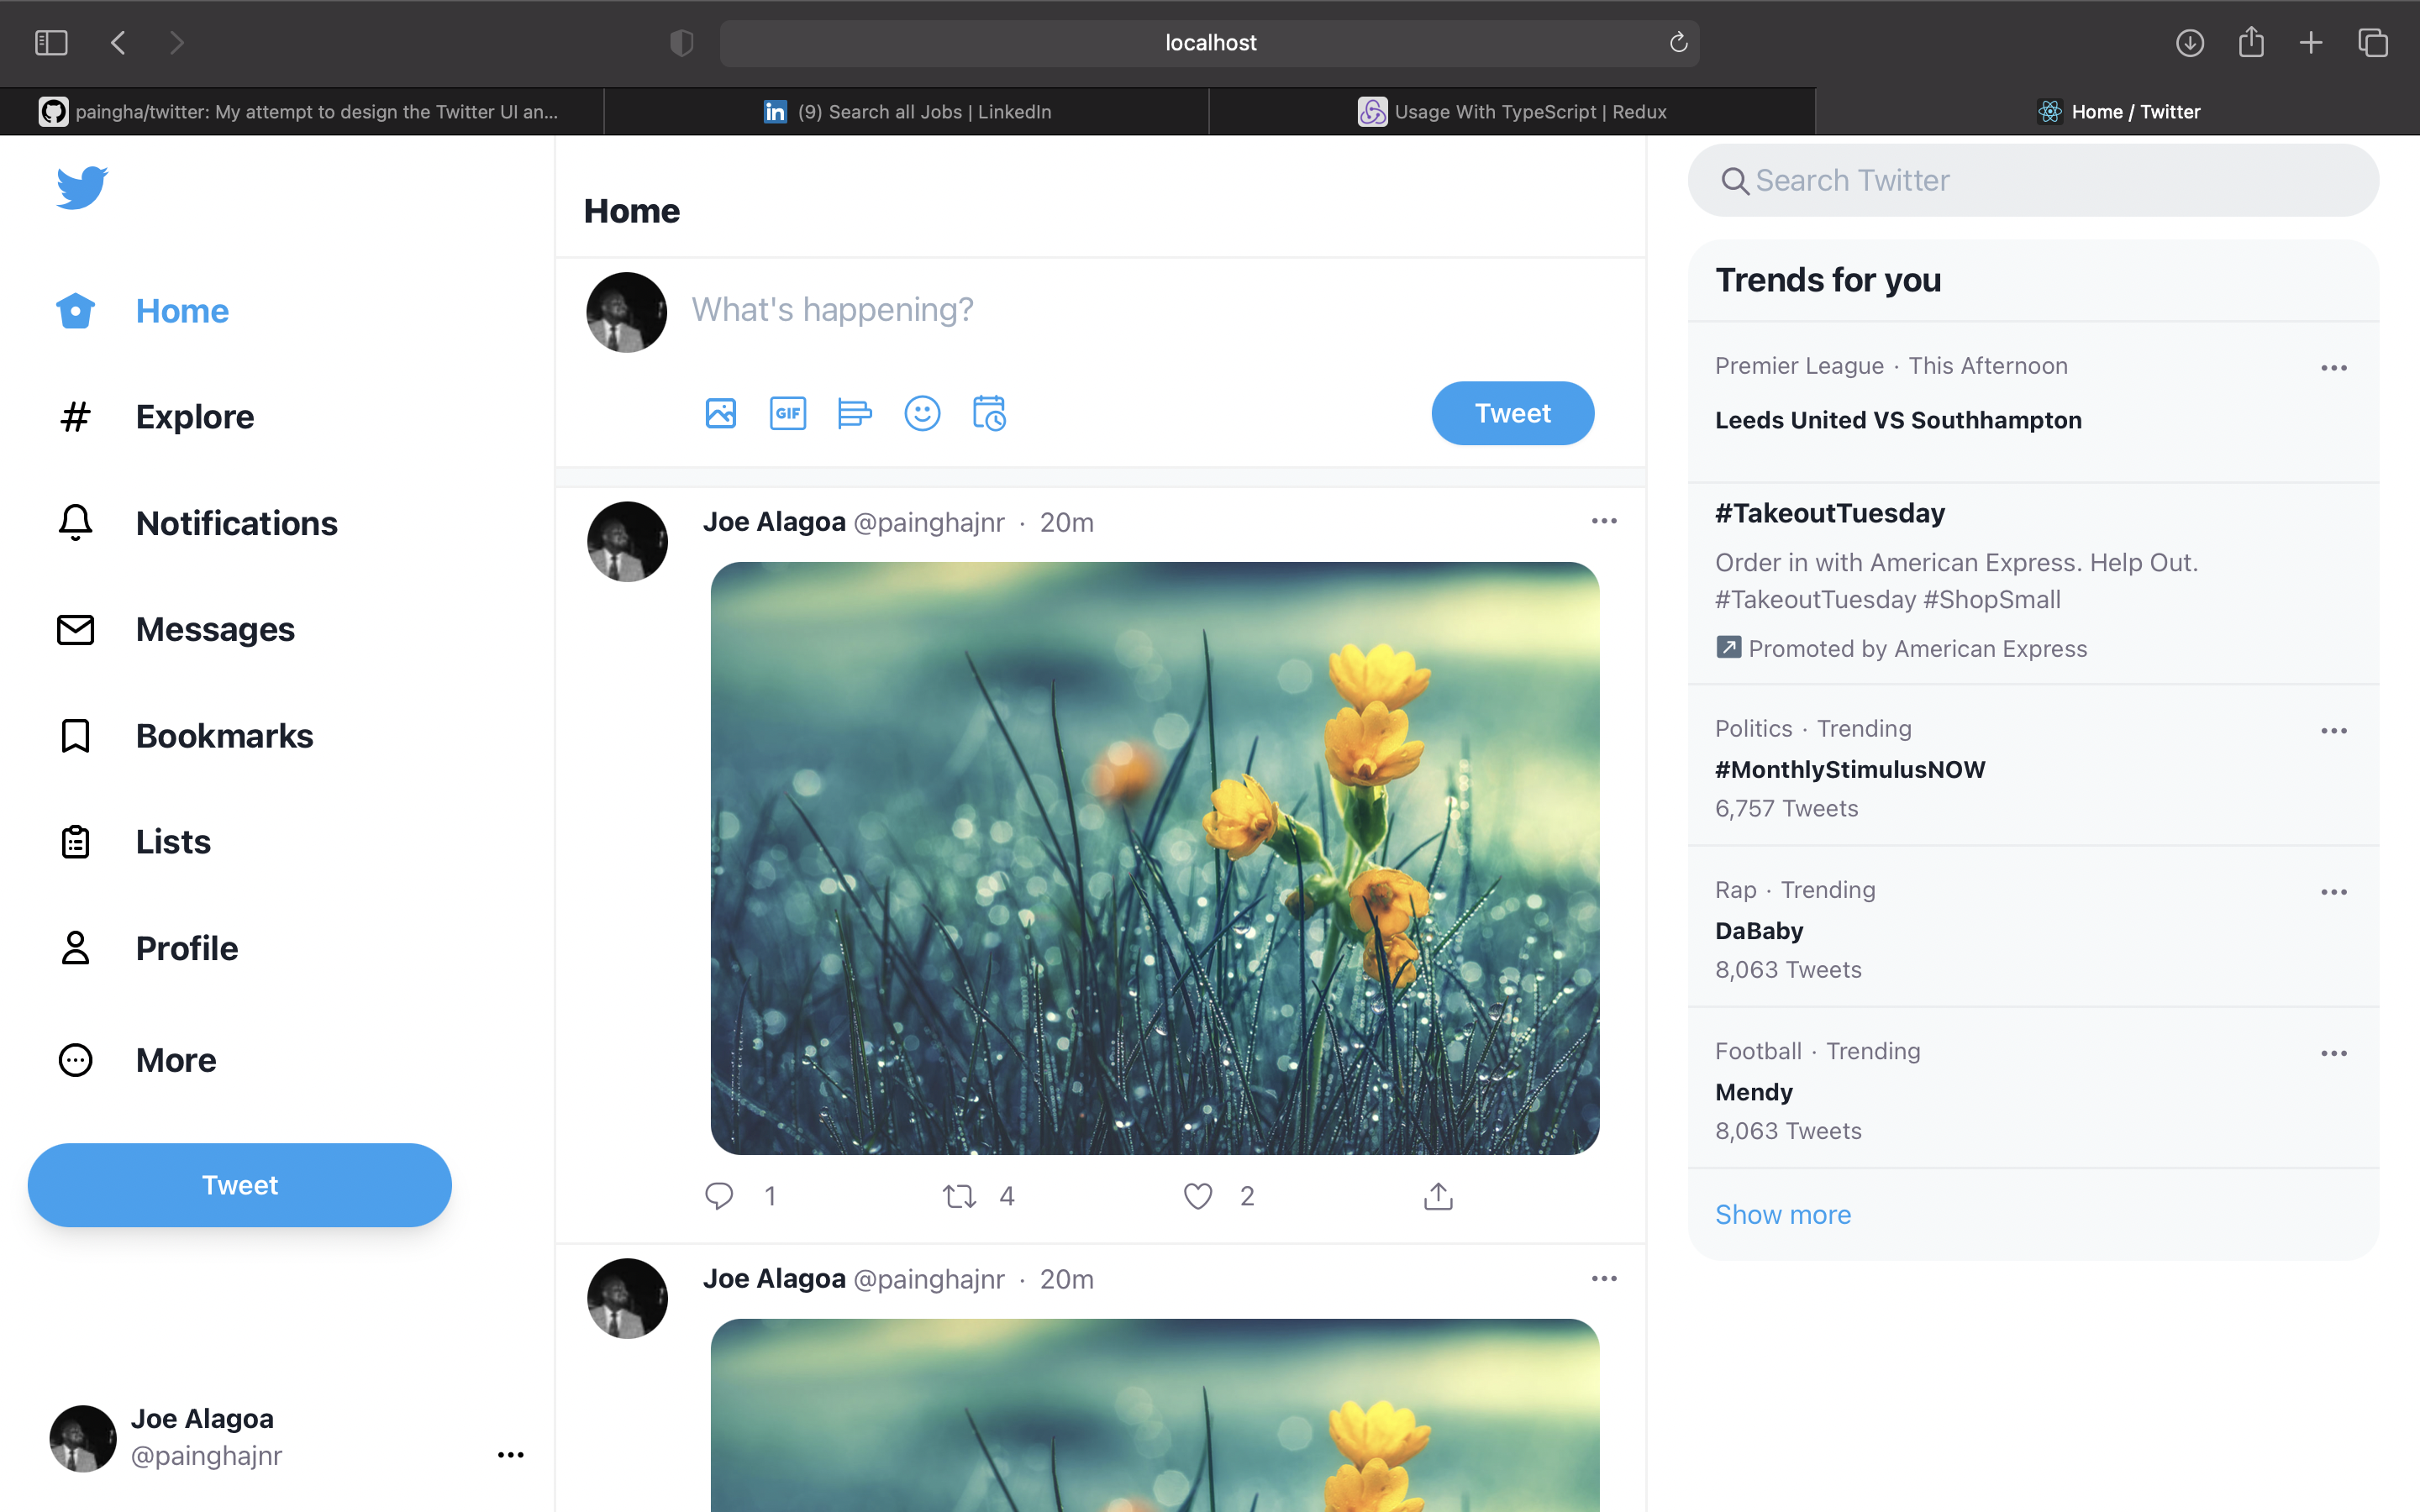 localhost
paingha/twitter: My attempt to design the Twitter UI an...
(9) Search all Jobs | LinkedIn
Usage With TypeScript | Redux
Home / Twitter
Home
Explore
Notifications
Messages
Bookmarks
Lists
Profile
More
Tweet
Joe Alagoa
@painghajnr
Home
What's happening?
GIF
Tweet
Joe Alagoa @painghajnr · 20m
1 4 2
Joe Alagoa @painghajnr · 20m
Search Twitter
Trends for you
Premier League · This Afternoon
Leeds United VS Southhampton
#TakeoutTuesday
Order in with American Express. Help Out.
#TakeoutTuesday #ShopSmall
Promoted by American Express
Politics · Trending
#MonthlyStimulusNOW
6,757 Tweets
Rap · Trending
DaBaby
8,063 Tweets
Football · Trending
Mendy
8,063 Tweets
Show more